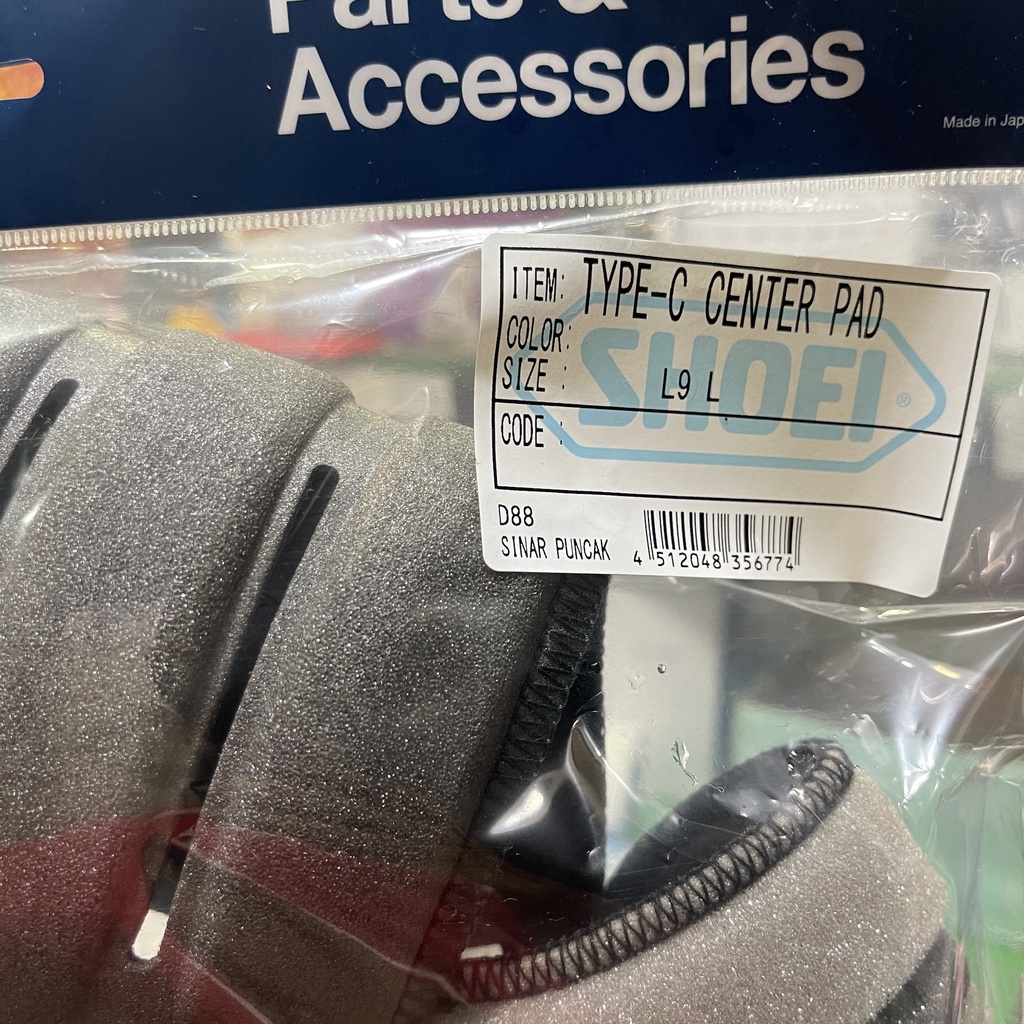 Parts &
Accessories
Made in Jap
ITEM: TYPE-C CENTER PAD
COLOR:
SIZE : L9 L
SHOEI®
CODE :
D88
SINAR PUNCAK
4 512048 356774